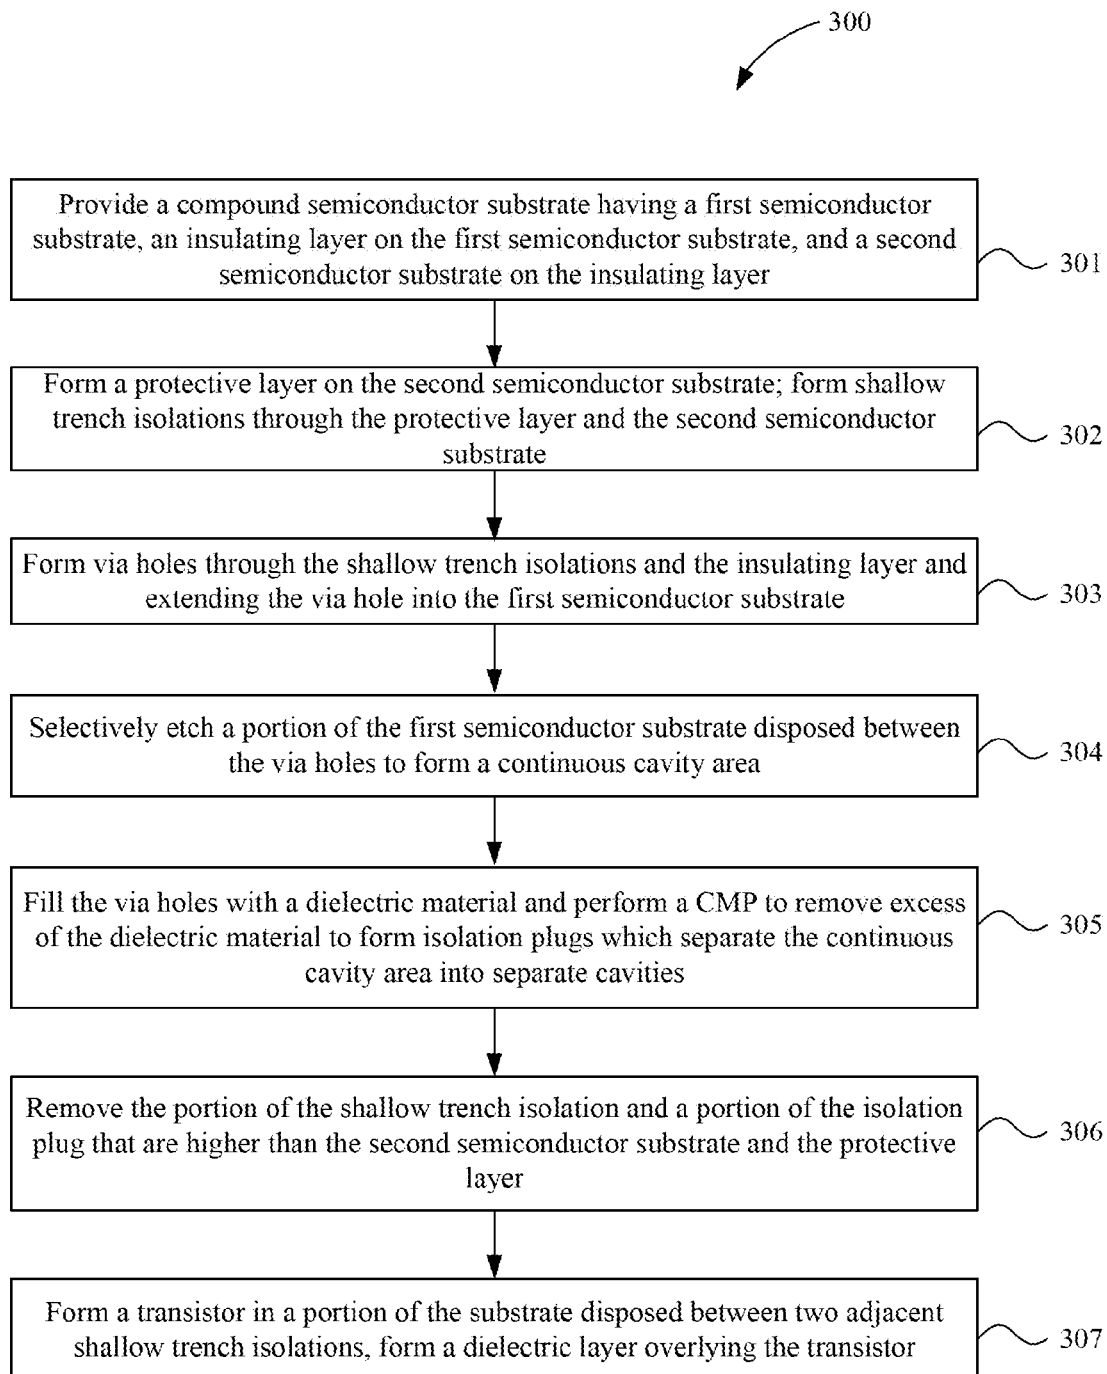 300
Provide a compound semiconductor substrate having a first semiconductor
substrate, an insulating layer on the first semiconductor substrate, and a second
semiconductor substrate on the insulating layer
301
Form a protective layer on the second semiconductor substrate; form shallow
trench isolations through the protective layer and the second semiconductor
substrate
302
Form via holes through the shallow trench isolations and the insulating layer and
extending the via hole into the first semiconductor substrate
303
Selectively etch a portion of the first semiconductor substrate disposed between
the via holes to form a continuous cavity area
304
Fill the via holes with a dielectric material and perform a CMP to remove excess
of the dielectric material to form isolation plugs which separate the continuous
cavity area into separate cavities
305
Remove the portion of the shallow trench isolation and a portion of the isolation
plug that are higher than the second semiconductor substrate and the protective
layer
306
Form a transistor in a portion of the substrate disposed between two adjacent
shallow trench isolations, form a dielectric layer overlying the transistor
307